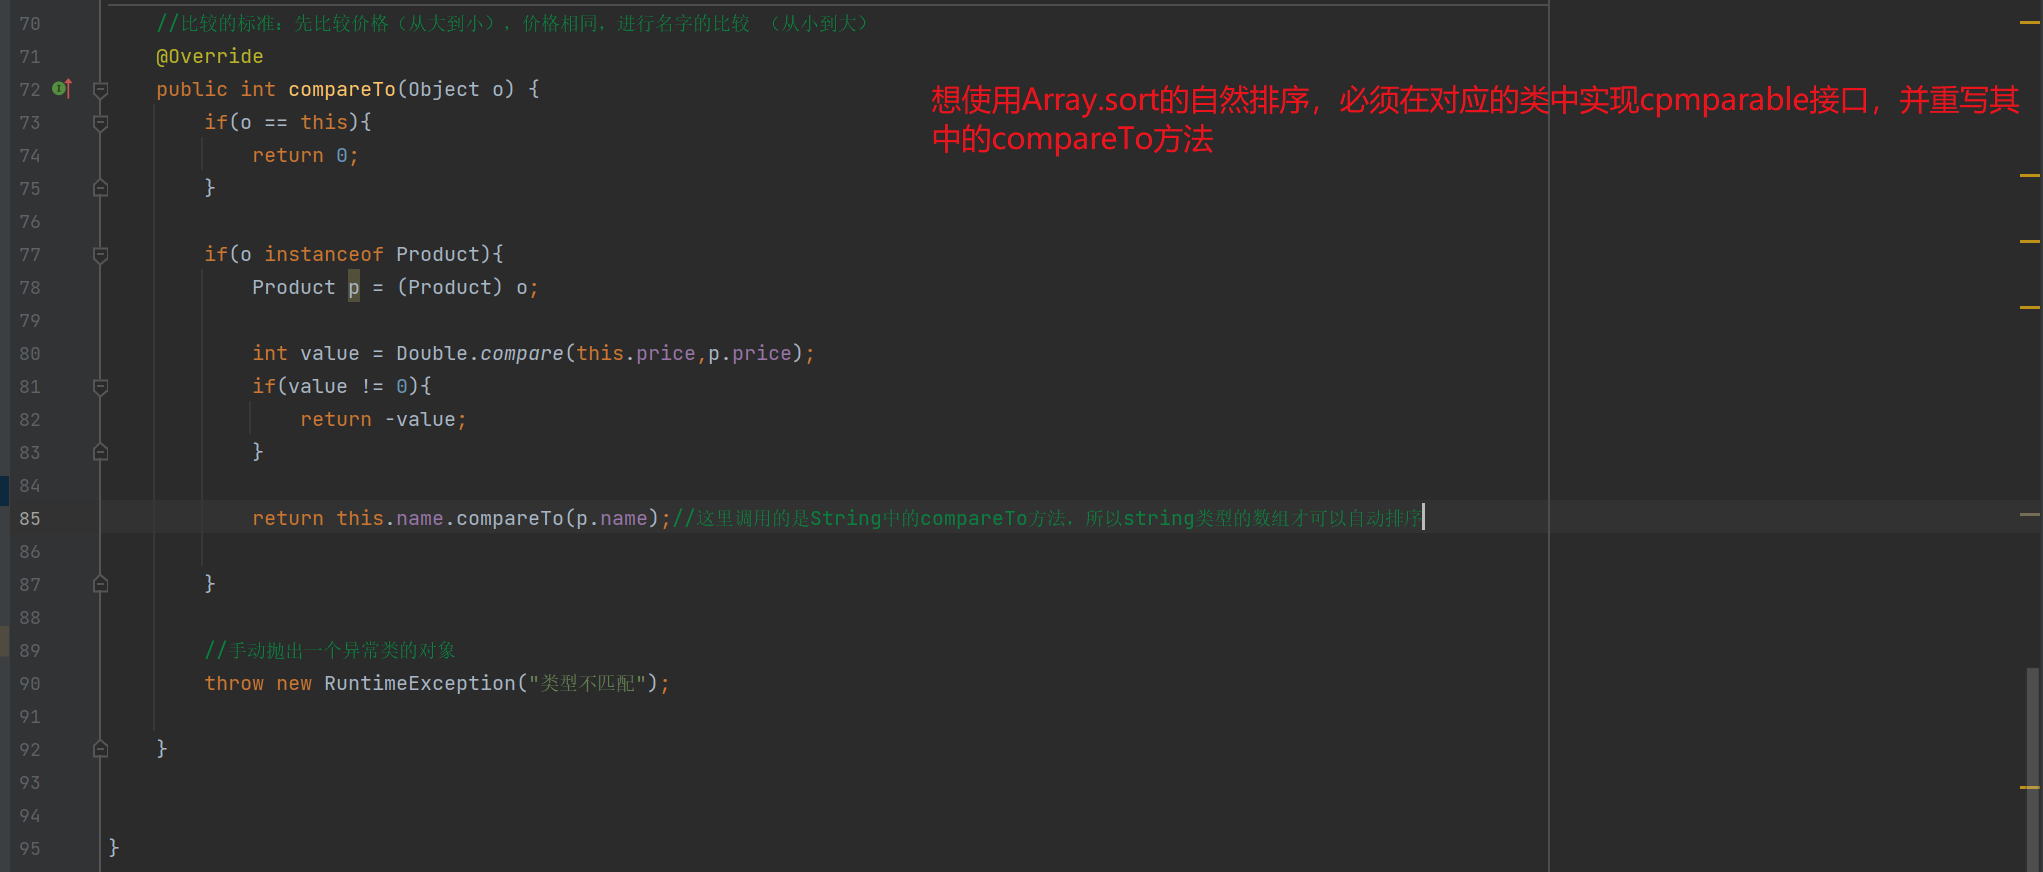 70 //比较的标准：先比较价格（从大到小），价格相同，进行名字的比较 （从小到大）
71 @Override
72 public int compareTo(Object o) {
想使用Array.sort的自然排序，必须在对应的类中实现cpmparable接口，并重写其
中的compareTo方法
73 if(o == this){
74 return 0;
75 }
76
77 if(o instanceof Product){
78 Product p = (Product) o;
79
80 int value = Double.compare(this.price,p.price);
81 if(value != 0){
82 return -value;
83 }
84
85 return this.name.compareTo(p.name);//这里调用的是String中的compareTo方法，所以string类型的数组才可以自动排序
86
87 }
88
89 //手动抛出一个异常类的对象
90 throw new RuntimeException("类型不匹配");
91
92 }
93
94
95 }